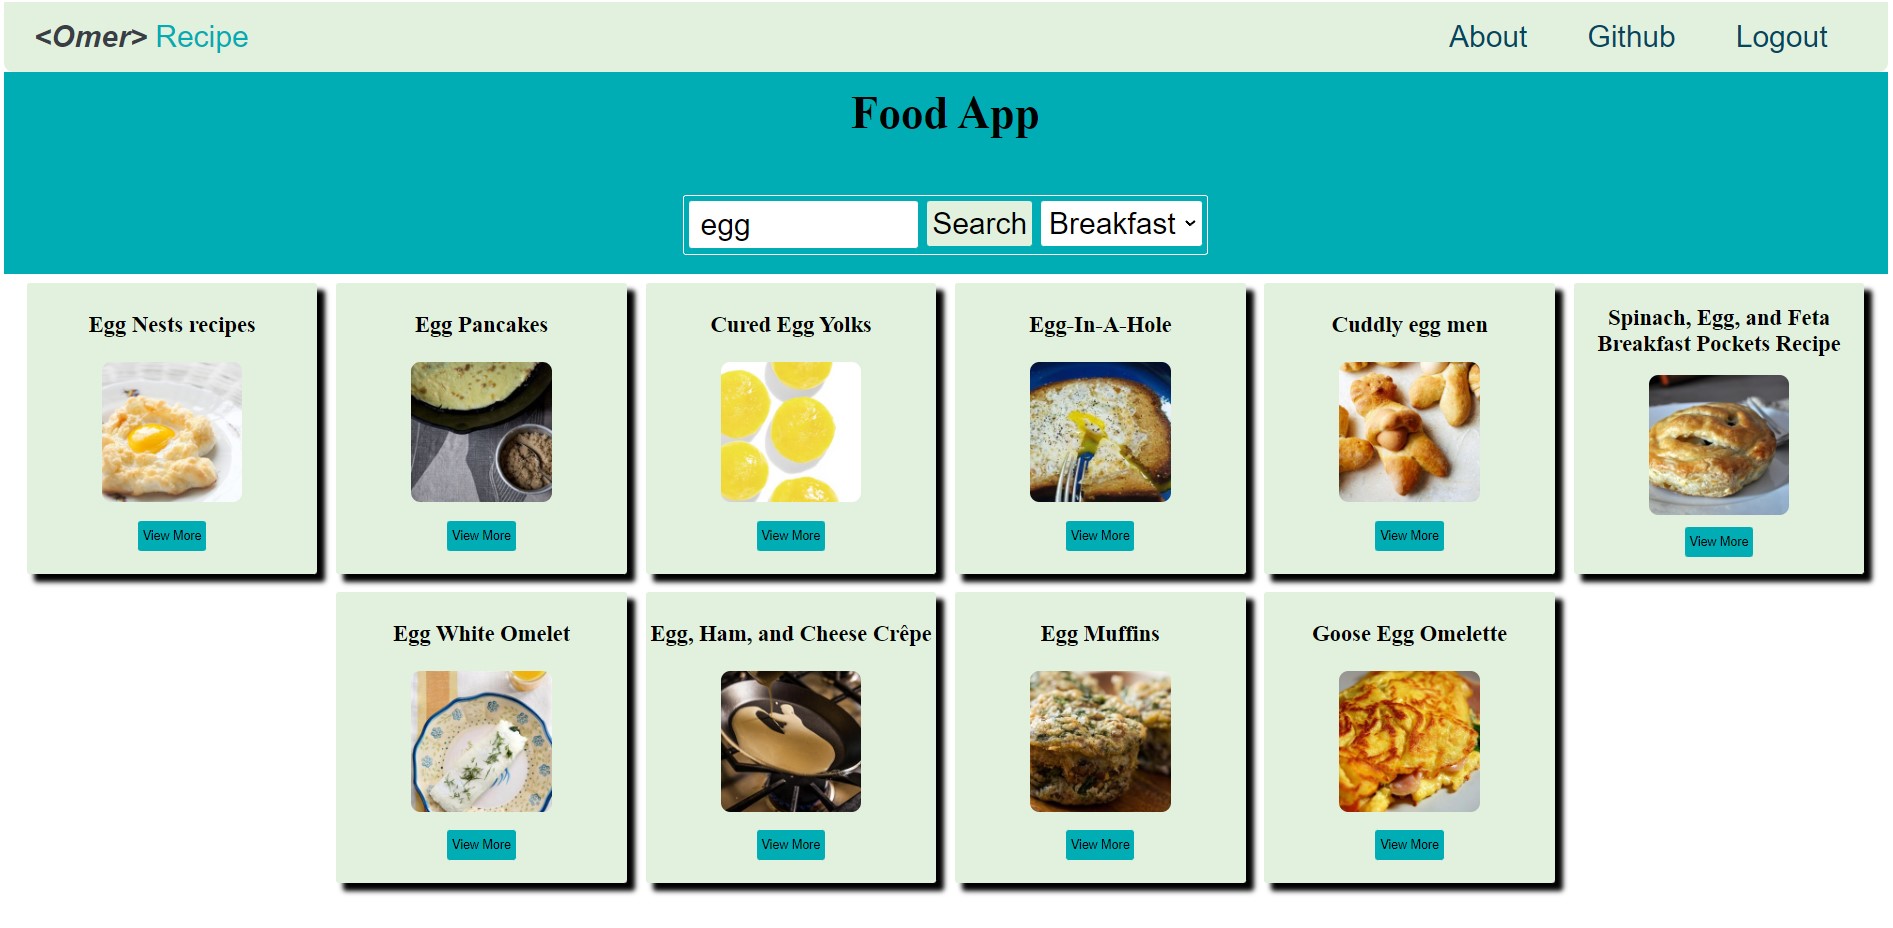 <Omer> Recipe
About
Github
Logout
Food App
egg
Search
Breakfast
Egg Nests recipes
View More
Egg Pancakes
View More
Cured Egg Yolks
View More
Egg-In-A-Hole
View More
Cuddly egg men
View More
Spinach, Egg, and Feta
Breakfast Pockets Recipe
View More
Egg White Omelet
View More
Egg, Ham, and Cheese Crêpe
View More
Egg Muffins
View More
Goose Egg Omelette
View More